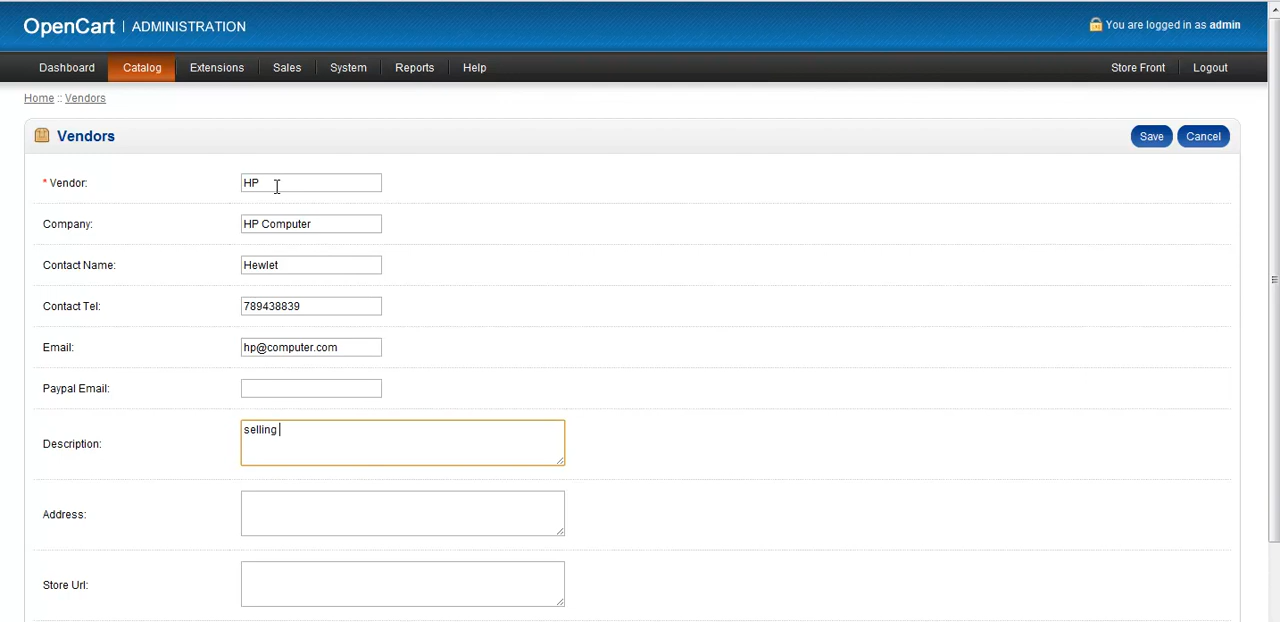 OpenCart | ADMINISTRATION
You are logged in as admin
Dashboard Catalog Extensions Sales System Reports Help Store Front Logout
Home :: Vendors
Vendors Save Cancel
* Vendor: HP
Company: HP Computer
Contact Name: Hewlet
Contact Tel: 789438839
Email: hp@computer.com
Paypal Email:
Description: selling
Address:
Store Url: